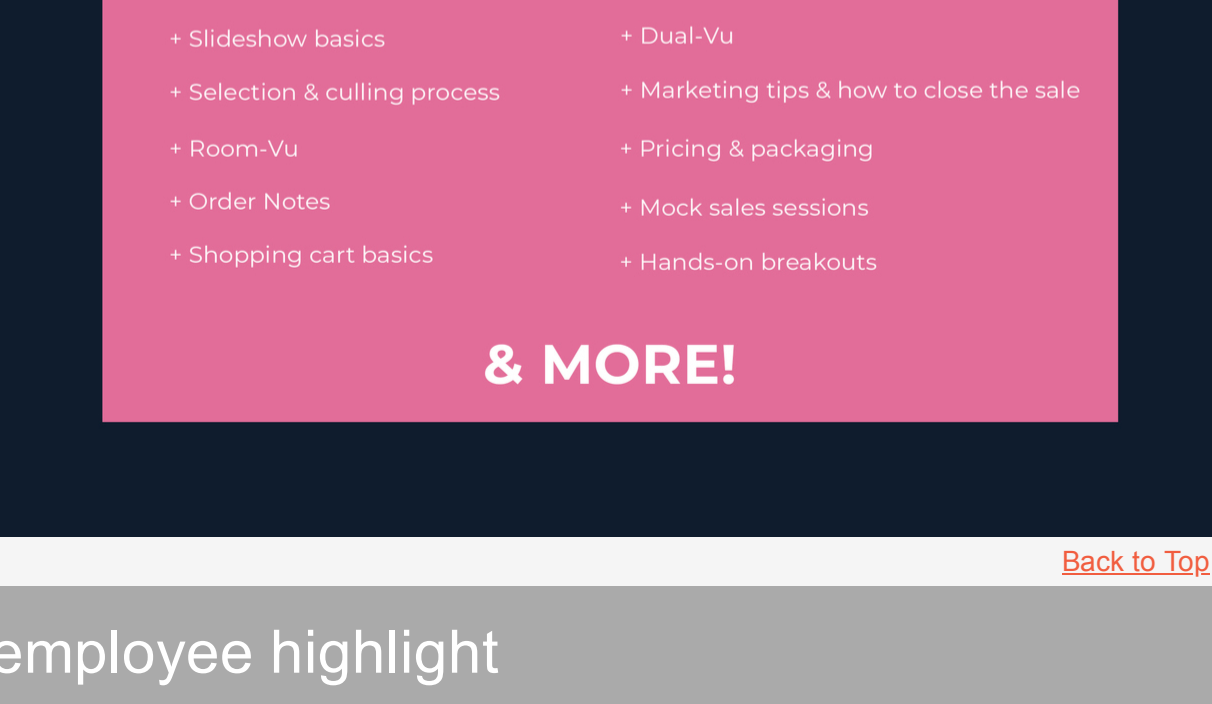 + Slideshow basics
+ Selection & culling process
+ Room-Vu
+ Order Notes
+ Shopping cart basics
+ Dual-Vu
+ Marketing tips & how to close the sale
+ Pricing & packaging
+ Mock sales sessions
+ Hands-on breakouts
& MORE!
Back to Top
employee highlight